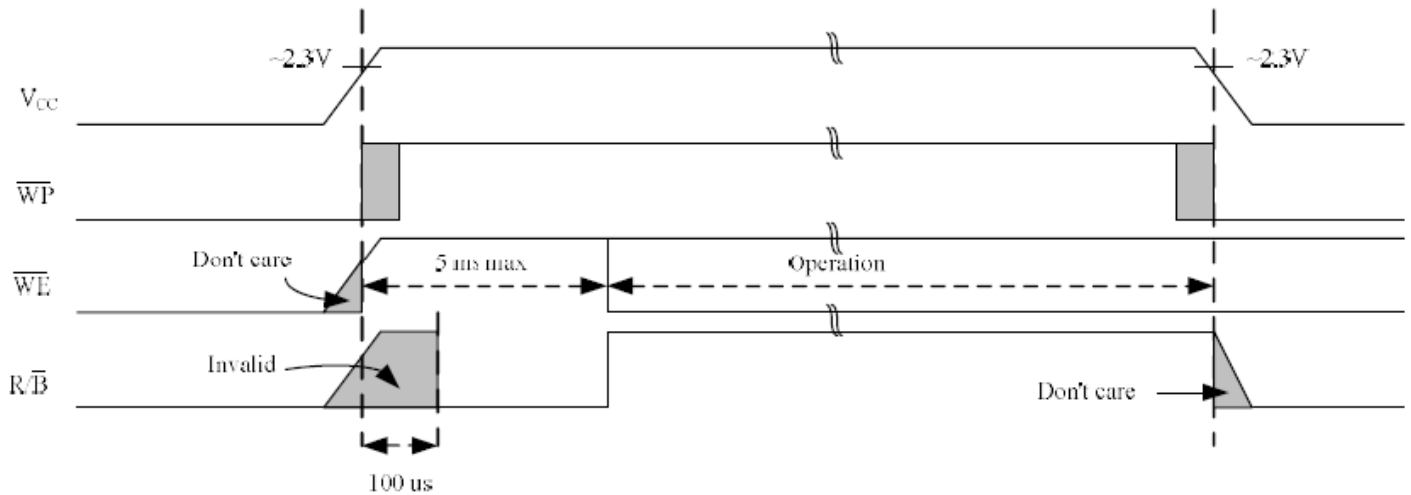 ~2.3V
~2.3V
VCC
WP
Don't care
5 ms max
Operation
WE
Invalid
R/B
Don't care
100 us